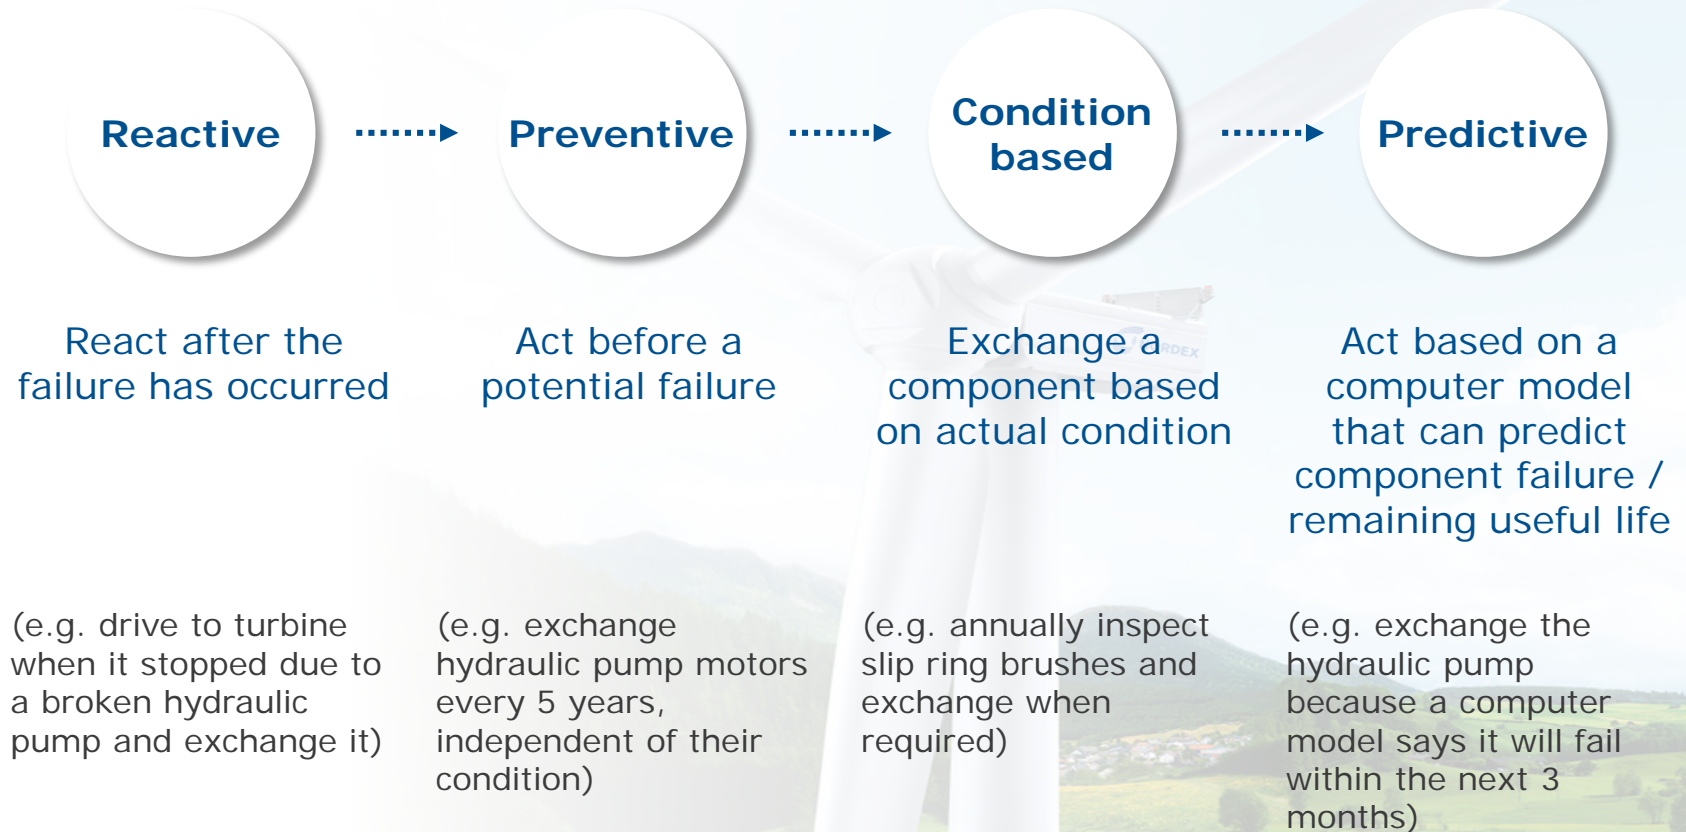 Reactive
Preventive
Condition
based
Predictive
React after the
failure has occurred
Act before a
potential failure
Exchange a
component based
on actual condition
Act based on a
computer model
that can predict
component failure /
remaining useful life
(e.g. drive to turbine
when it stopped due to
a broken hydraulic
pump and exchange it)
(e.g. exchange
hydraulic pump motors
every 5 years,
independent of their
condition)
(e.g. annually inspect
slip ring brushes and
exchange when
required)
(e.g. exchange the
hydraulic pump
because a computer
model says it will fail
within the next 3
months)